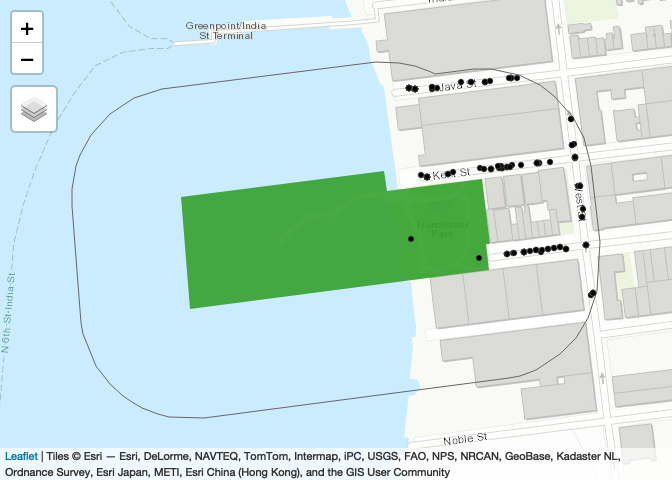 +
Greenpoint/India
St Terminal
−
Java St
Kent St
West St
Transmitter
Park
N 6th St-India St
Noble St
Leaflet | Tiles © Esri — Esri, DeLorme, NAVTEQ, TomTom, Intermap, iPC, USGS, FAO, NPS, NRCAN, GeoBase, Kadaster NL,
Ordnance Survey, Esri Japan, METI, Esri China (Hong Kong), and the GIS User Community